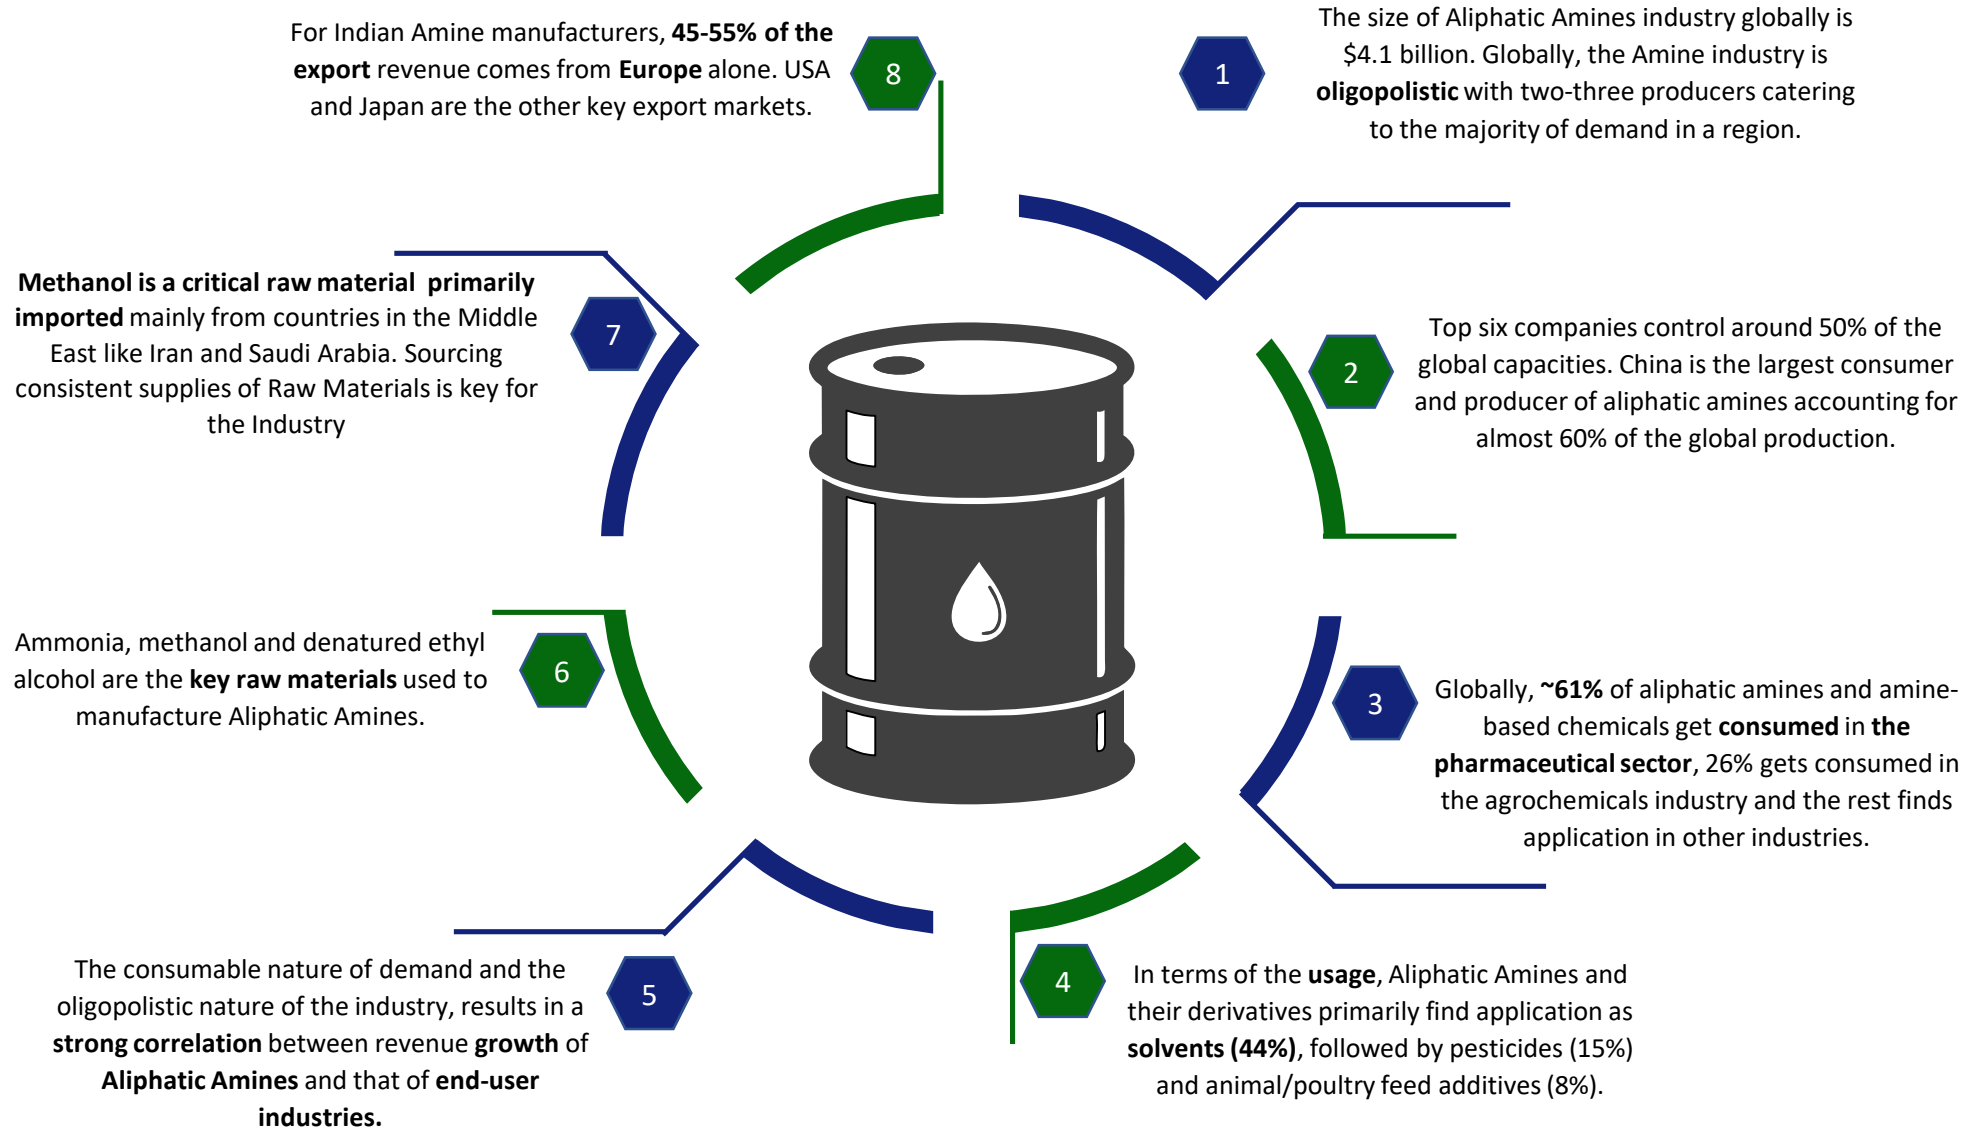 1
The size of Aliphatic Amines industry globally is
$4.1 billion. Globally, the Amine industry is
oligopolistic with two-three producers catering
to the majority of demand in a region.
2
Top six companies control around 50% of the
global capacities. China is the largest consumer
and producer of aliphatic amines accounting for
almost 60% of the global production.
3
Globally, ~61% of aliphatic amines and amine-
based chemicals get consumed in the
pharmaceutical sector, 26% gets consumed in
the agrochemicals industry and the rest finds
application in other industries.
4
In terms of the usage, Aliphatic Amines and
their derivatives primarily find application as
solvents (44%), followed by pesticides (15%)
and animal/poultry feed additives (8%).
5
The consumable nature of demand and the
oligopolistic nature of the industry, results in a
strong correlation between revenue growth of
Aliphatic Amines and that of end-user
industries.
6
Ammonia, methanol and denatured ethyl
alcohol are the key raw materials used to
manufacture Aliphatic Amines.
7
Methanol is a critical raw material primarily
imported mainly from countries in the Middle
East like Iran and Saudi Arabia. Sourcing
consistent supplies of Raw Materials is key for
the Industry
8
For Indian Amine manufacturers, 45-55% of the
export revenue comes from Europe alone. USA
and Japan are the other key export markets.